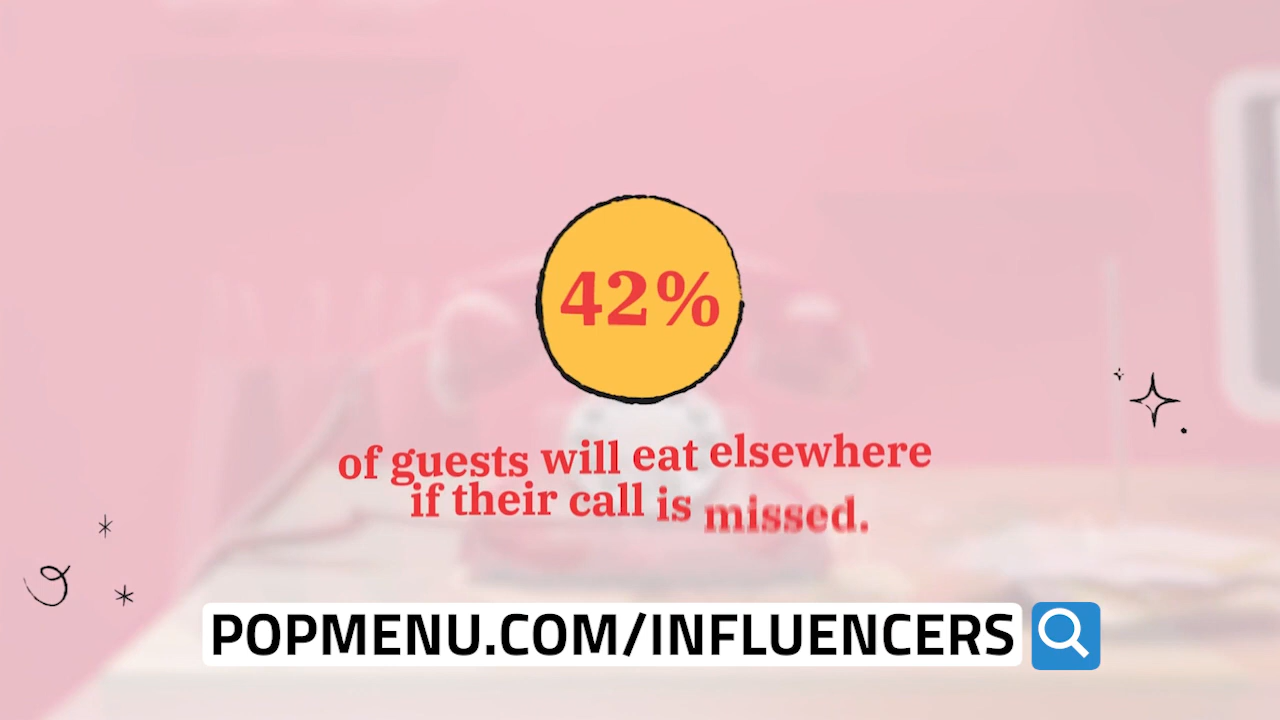 42%
of guests will eat elsewhere
if their call is missed.
POPMENU.COM/INFLUENCERS